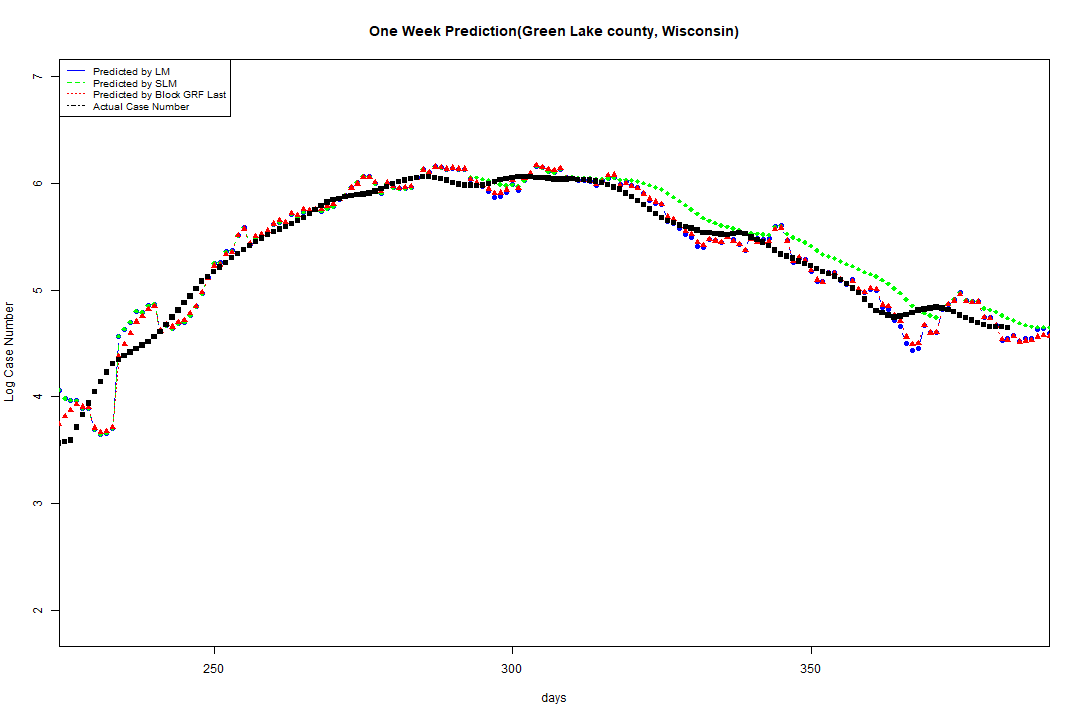 One Week Prediction(Green Lake county, Wisconsin)
Predicted by LM
Predicted by SLM
Predicted by Block GRF Last
Actual Case Number
Log Case Number
7
6
5
4
3
2
250 300 350
days